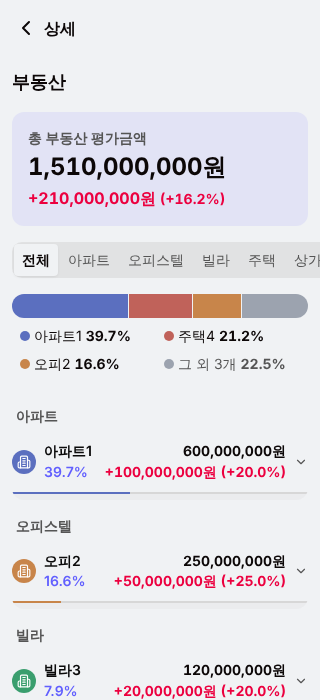 상세
부동산
총 부동산 평가금액
1,510,000,000원
+210,000,000원 (+16.2%)
전체 아파트 오피스텔 빌라 주택 상가
아파트1 39.7% 주택4 21.2%
오피2 16.6% 그 외 3개 22.5%
아파트
아파트1 600,000,000원
39.7% +100,000,000원 (+20.0%)
오피스텔
오피2 250,000,000원
16.6% +50,000,000원 (+25.0%)
빌라
빌라3 120,000,000원
7.9% +20,000,000원 (+20.0%)